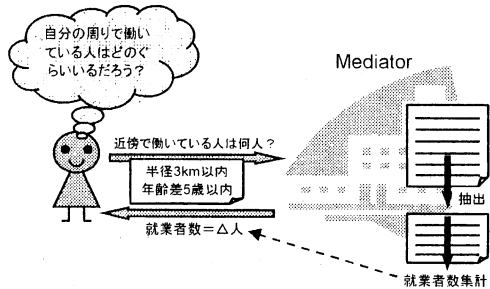 自分の周りで働い
ている人はどのぐ
らいいるだろう？
Mediator
近傍で働いている人は何人？
半径3km以内
年齢差5歳以内
抽出
就業者数＝△人
就業者数集計